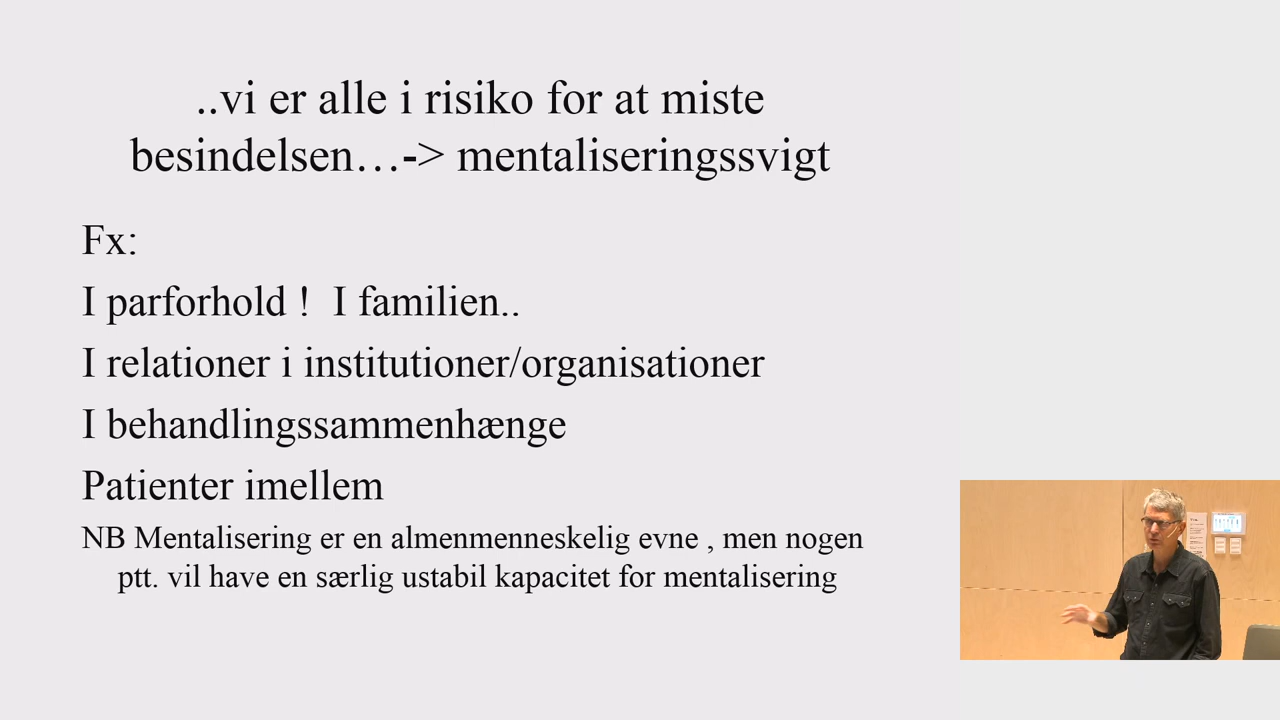 ..vi er alle i risiko for at miste
besindelsen…-> mentaliseringssvigt
Fx:
I parforhold !  I familien..
I relationer i institutioner/organisationer
I behandlingssammenhænge
Patienter imellem
NB Mentalisering er en almenmenneskelig evne , men nogen
ptt. vil have en særlig ustabil kapacitet for mentalisering